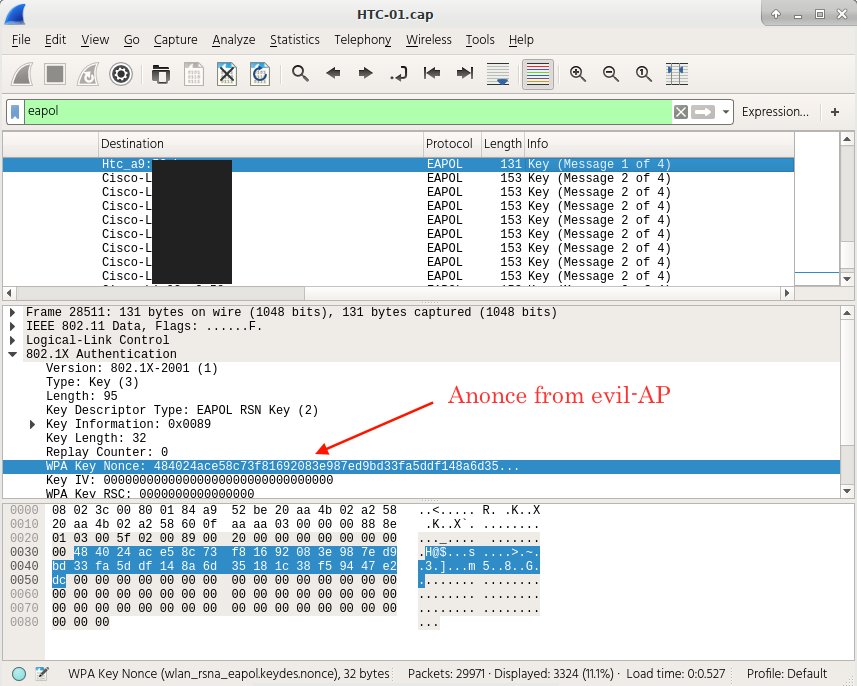 HTC-01.cap
File Edit View Go Capture Analyze Statistics Telephony Wireless Tools Help
eapol Expression... +
Destination Protocol Length Info
Htc_a9: EAPOL 131 Key (Message 1 of 4)
Cisco-L EAPOL 153 Key (Message 2 of 4)
Cisco-L EAPOL 153 Key (Message 2 of 4)
Cisco-L EAPOL 153 Key (Message 2 of 4)
Cisco-L EAPOL 153 Key (Message 2 of 4)
Cisco-L EAPOL 153 Key (Message 2 of 4)
Cisco-L EAPOL 153 Key (Message 2 of 4)
Cisco-L EAPOL 153 Key (Message 2 of 4)
Cisco-L EAPOL 153 Key (Message 2 of 4)
Frame 28511: 131 bytes on wire (1048 bits), 131 bytes captured (1048 bits)
IEEE 802.11 Data, Flags: ......F.
Logical-Link Control
802.1X Authentication
Version: 802.1X-2001 (1)
Type: Key (3)
Length: 95
Anonce from evil-AP
Key Descriptor Type: EAPOL RSN Key (2)
Key Information: 0x0089
Key Length: 32
Replay Counter: 0
WPA Key Nonce: 484024ace58c73f81692083e987ed9bd33fa5ddf148a6d35...
Key IV: 00000000000000000000000000000000
WPA Key RSC: 0000000000000000
0000 08 02 3c 00 80 01 84 a9 52 be 20 aa 4b 02 a2 58 ..<..... R. .K..X
0010 20 aa 4b 02 a2 58 60 0f aa aa 03 00 00 00 88 8e .K..X`. ........
0020 01 03 00 5f 02 00 89 00 20 00 00 00 00 00 00 00 ..._.... .......
0030 00 48 40 24 ac e5 8c 73 f8 16 92 08 3e 98 7e d9 .H@$...s ....>.~.
0040 bd 33 fa 5d df 14 8a 6d 35 18 1c 38 f5 94 47 e2 .3.]...m 5..8..G.
0050 dc 00 00 00 00 00 00 00 00 00 00 00 00 00 00 00 ........ ........
0060 00 00 00 00 00 00 00 00 00 00 00 00 00 00 00 00 ........ ........
0070 00 00 00 00 00 00 00 00 00 00 00 00 00 00 00 00 ........ ........
0080 00 00 00 ...
WPA Key Nonce (wlan_rsna_eapol.keydes.nonce), 32 bytes Packets: 29971 · Displayed: 3324 (11.1%) · Load time: 0:0.527 Profile: Default